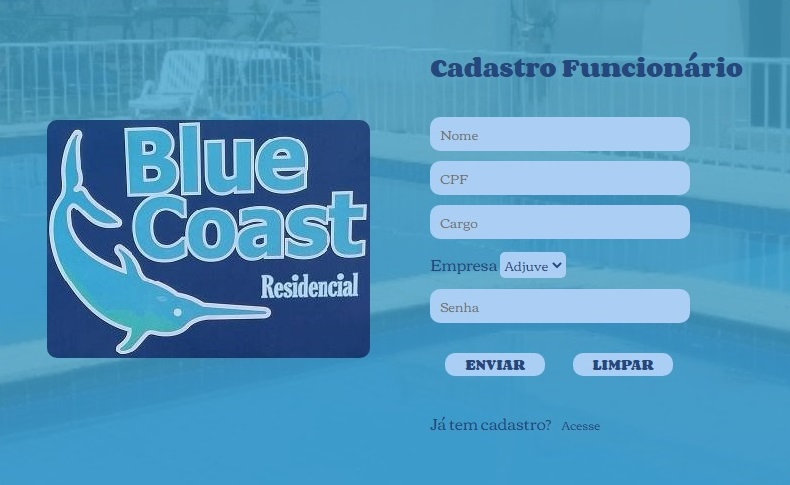 Blue
Coast
Residencial
Cadastro Funcionário
Nome
CPF
Cargo
Empresa Adjuve
Senha
ENVIAR LIMPAR
Já tem cadastro? Acesse